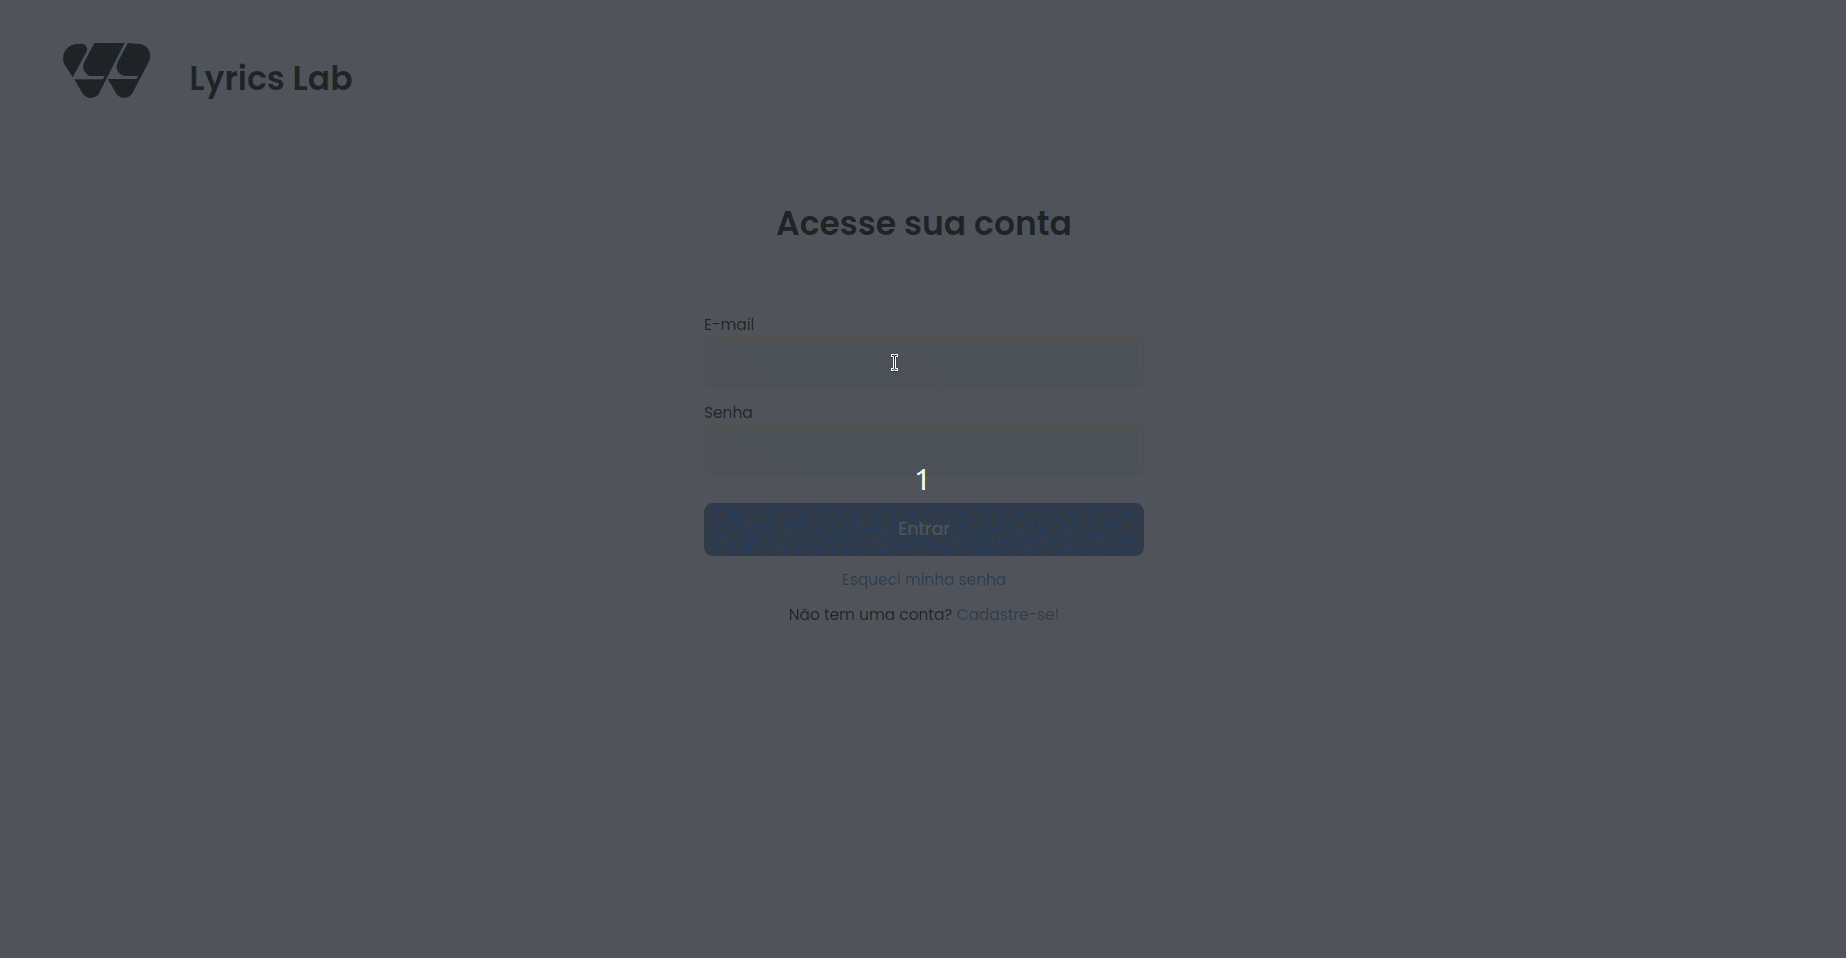 Lyrics Lab
Acesse sua conta
E-mail
Senha
1
Entrar
Esqueci minha senha
Não tem uma conta? Cadastre-se!